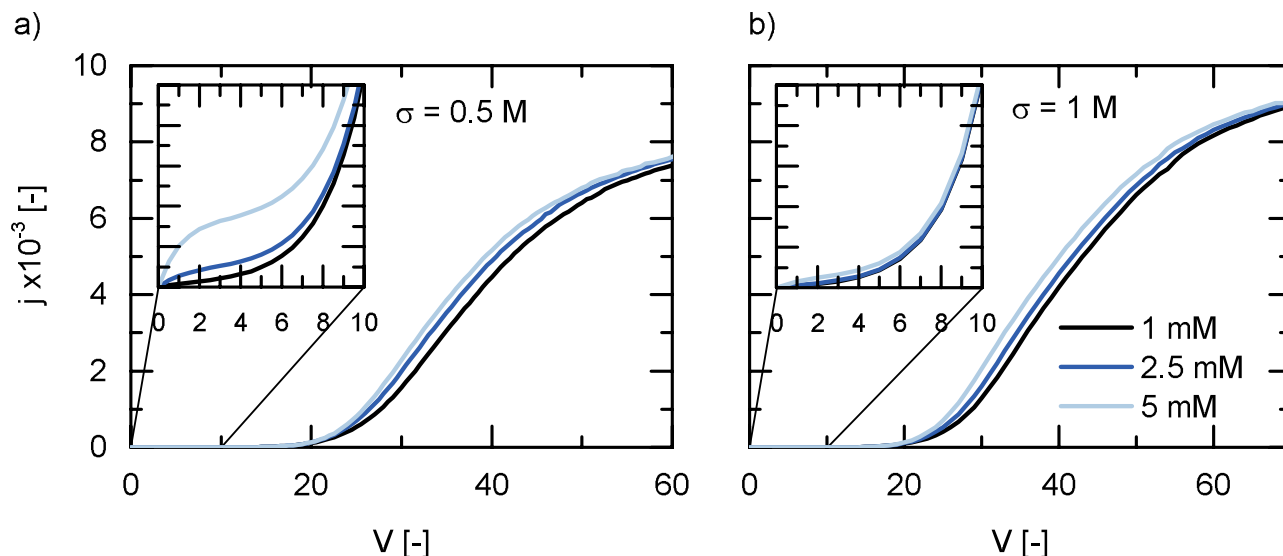 a)
b)
10
8
6
4
2
0
j x10⁻³ [-]
σ = 0.5 M
0 2 4 6 8 10
0 20 40 60
V [-]
σ = 1 M
0 2 4 6 8 10
1 mM
2.5 mM
5 mM
0 20 40 60
V [-]